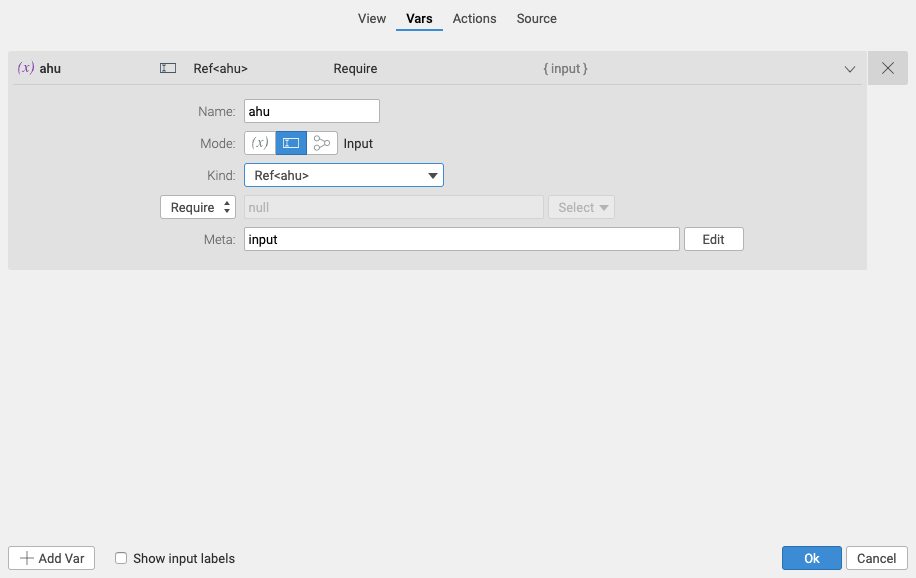 View Vars Actions Source
(x) ahu Ref<ahu> Require { input }
Name: ahu
Mode: (x) Input
Kind: Ref<ahu>
Require null Select
Meta: input Edit
Add Var Show input labels Ok Cancel